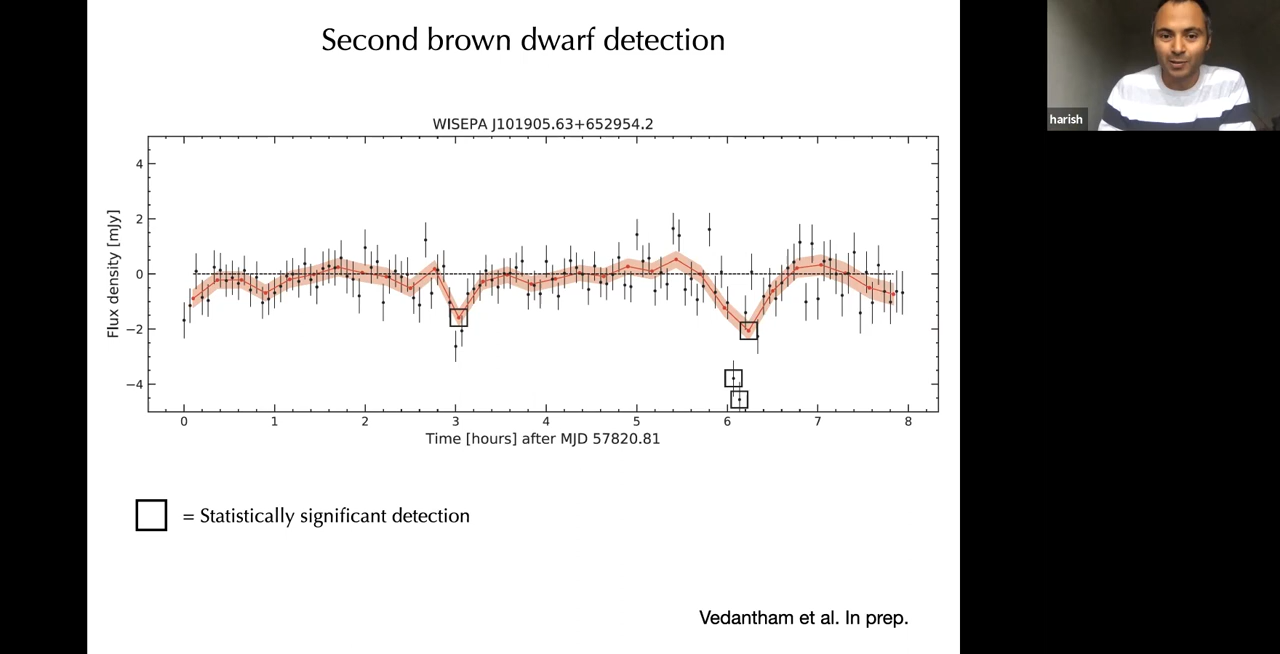 Second brown dwarf detection
harish
WISEPA J101905.63+652954.2
Flux density [mJy]
4
2
0
−2
−4
0 1 2 3 4 5 6 7 8
Time [hours] after MJD 57820.81
= Statistically significant detection
Vedantham et al. In prep.